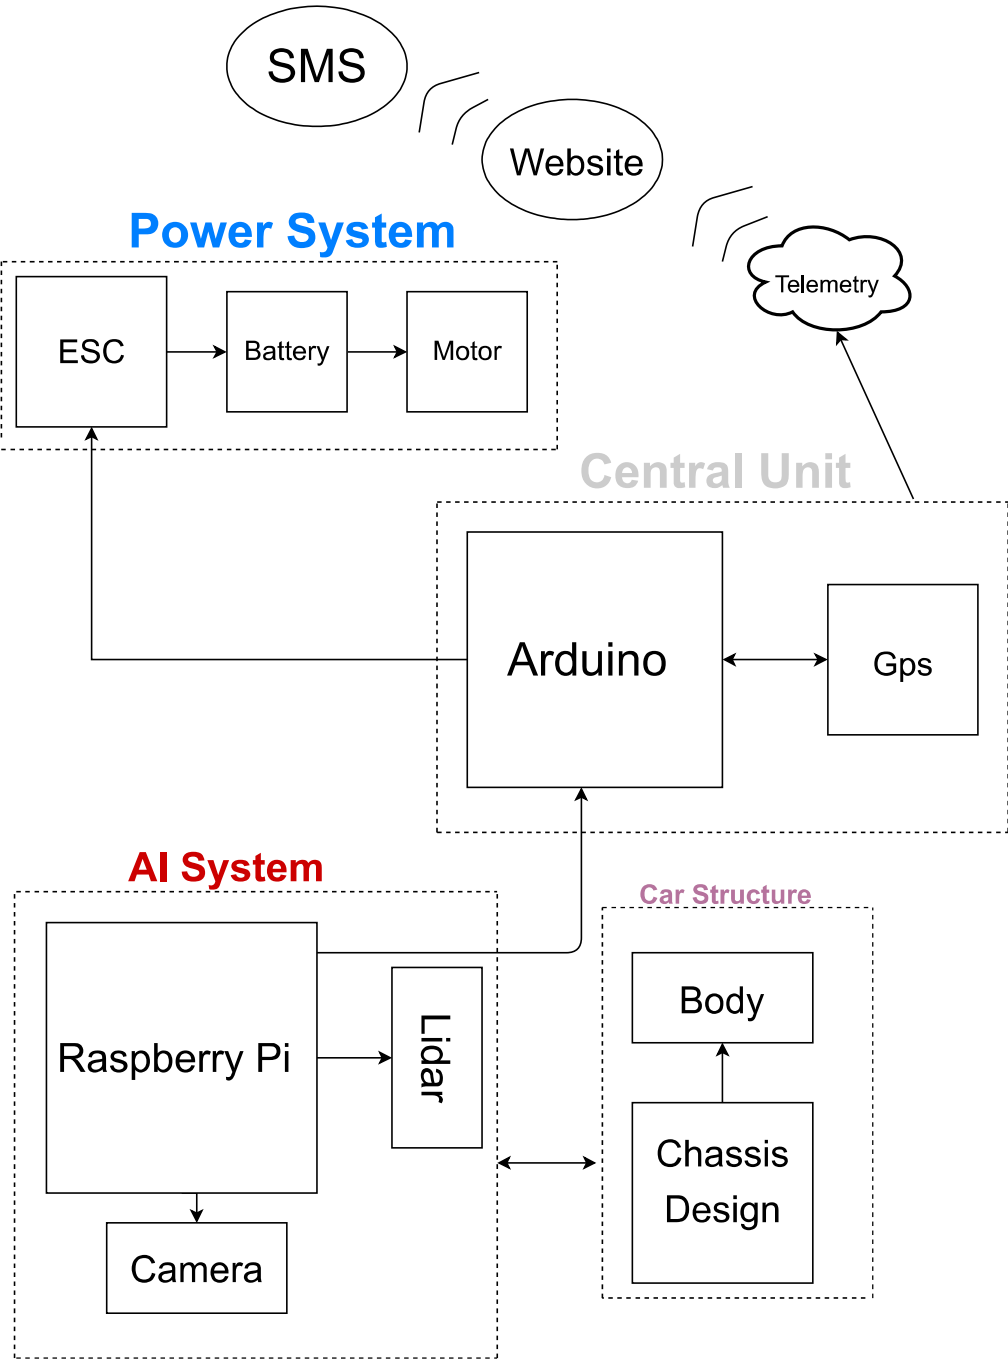 SMS
Website
Power System
Telemetry
ESC
Battery
Motor
Central Unit
Arduino
Gps
AI System
Car Structure
Raspberry Pi
Lidar
Body
Chassis
Design
Camera